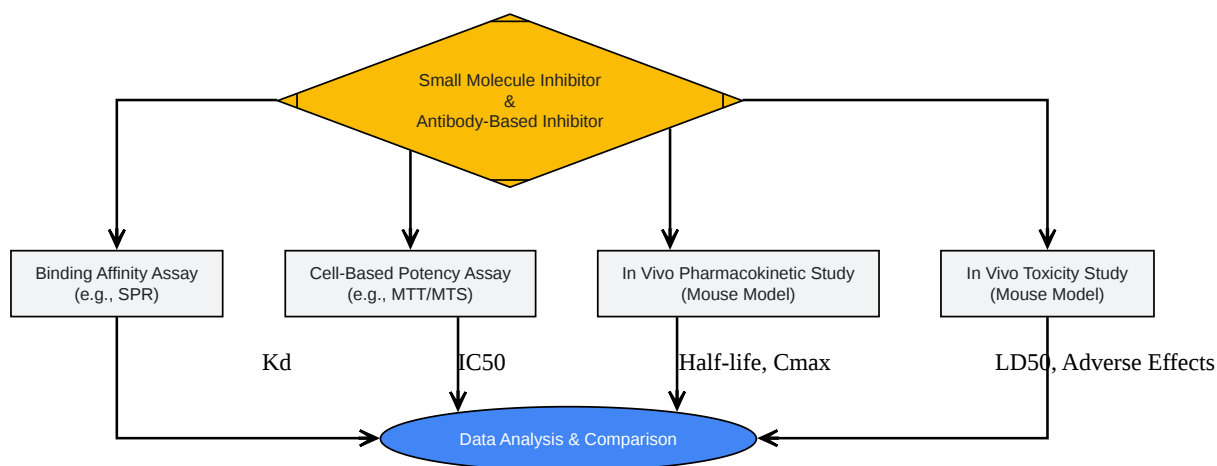 Small Molecule Inhibitor
&
Antibody-Based Inhibitor
Binding Affinity Assay
(e.g., SPR)
Cell-Based Potency Assay
(e.g., MTT/MTS)
In Vivo Pharmacokinetic Study
(Mouse Model)
In Vivo Toxicity Study
(Mouse Model)
Kd
IC50
Half-life, Cmax
LD50, Adverse Effects
Data Analysis & Comparison